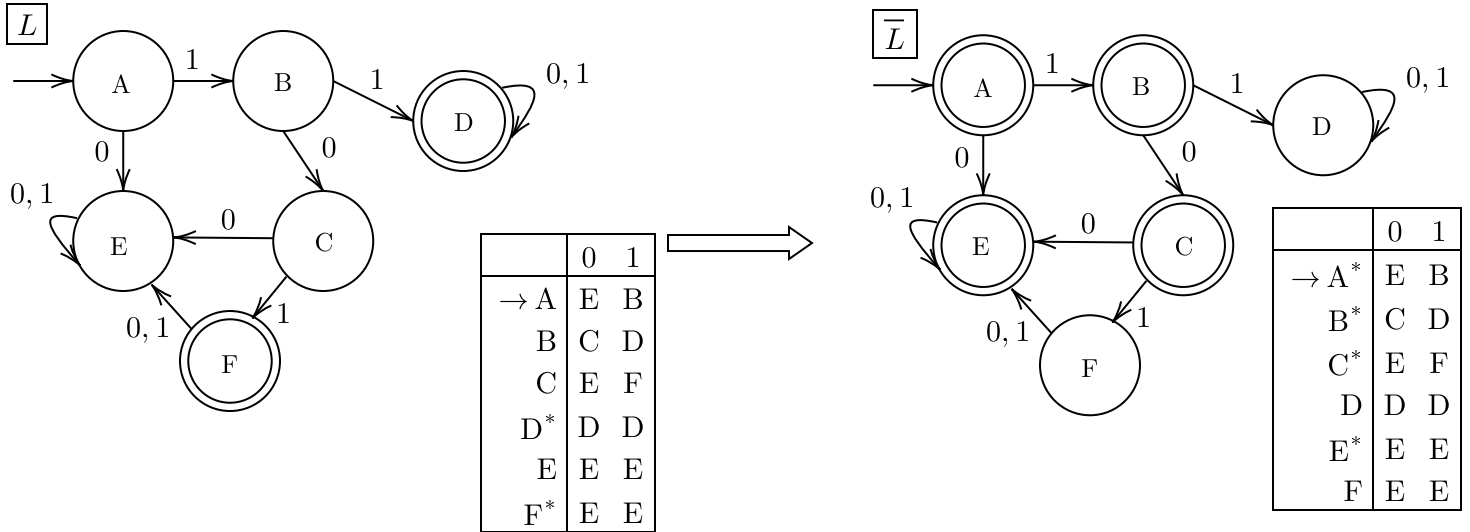 L
A
1
B
1
D
0, 1
0
0
0, 1
E
0
C
0, 1
F
1
0 1
→ A E B
B C D
C E F
D* D D
E E E
F* E E
L̅
A
1
B
1
D
0, 1
0
0
0, 1
E
0
C
0, 1
F
1
0 1
→ A* E B
B* C D
C* E F
D D D
E* E E
F E E